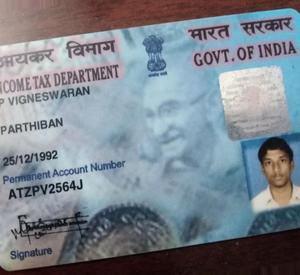 आयकर विभाग भारत सरकार
INCOME TAX DEPARTMENT GOVT. OF INDIA
P VIGNESWARAN
PARTHIBAN
25/12/1992
Permanent Account Number
ATZPV2564J
Signature